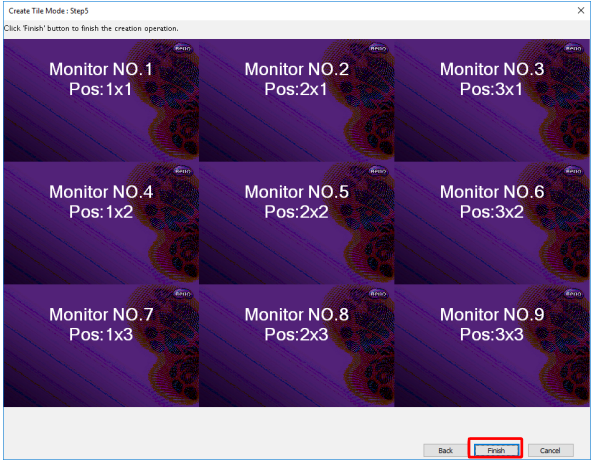 Create Tile Mode : Step5
Click 'Finish' button to finish the creation operation.
Monitor NO.1
Pos:1x1
Monitor NO.2
Pos:2x1
Monitor NO.3
Pos:3x1
Monitor NO.4
Pos:1x2
Monitor NO.5
Pos:2x2
Monitor NO.6
Pos:3x2
Monitor NO.7
Pos:1x3
Monitor NO.8
Pos:2x3
Monitor NO.9
Pos:3x3
Back Finish Cancel